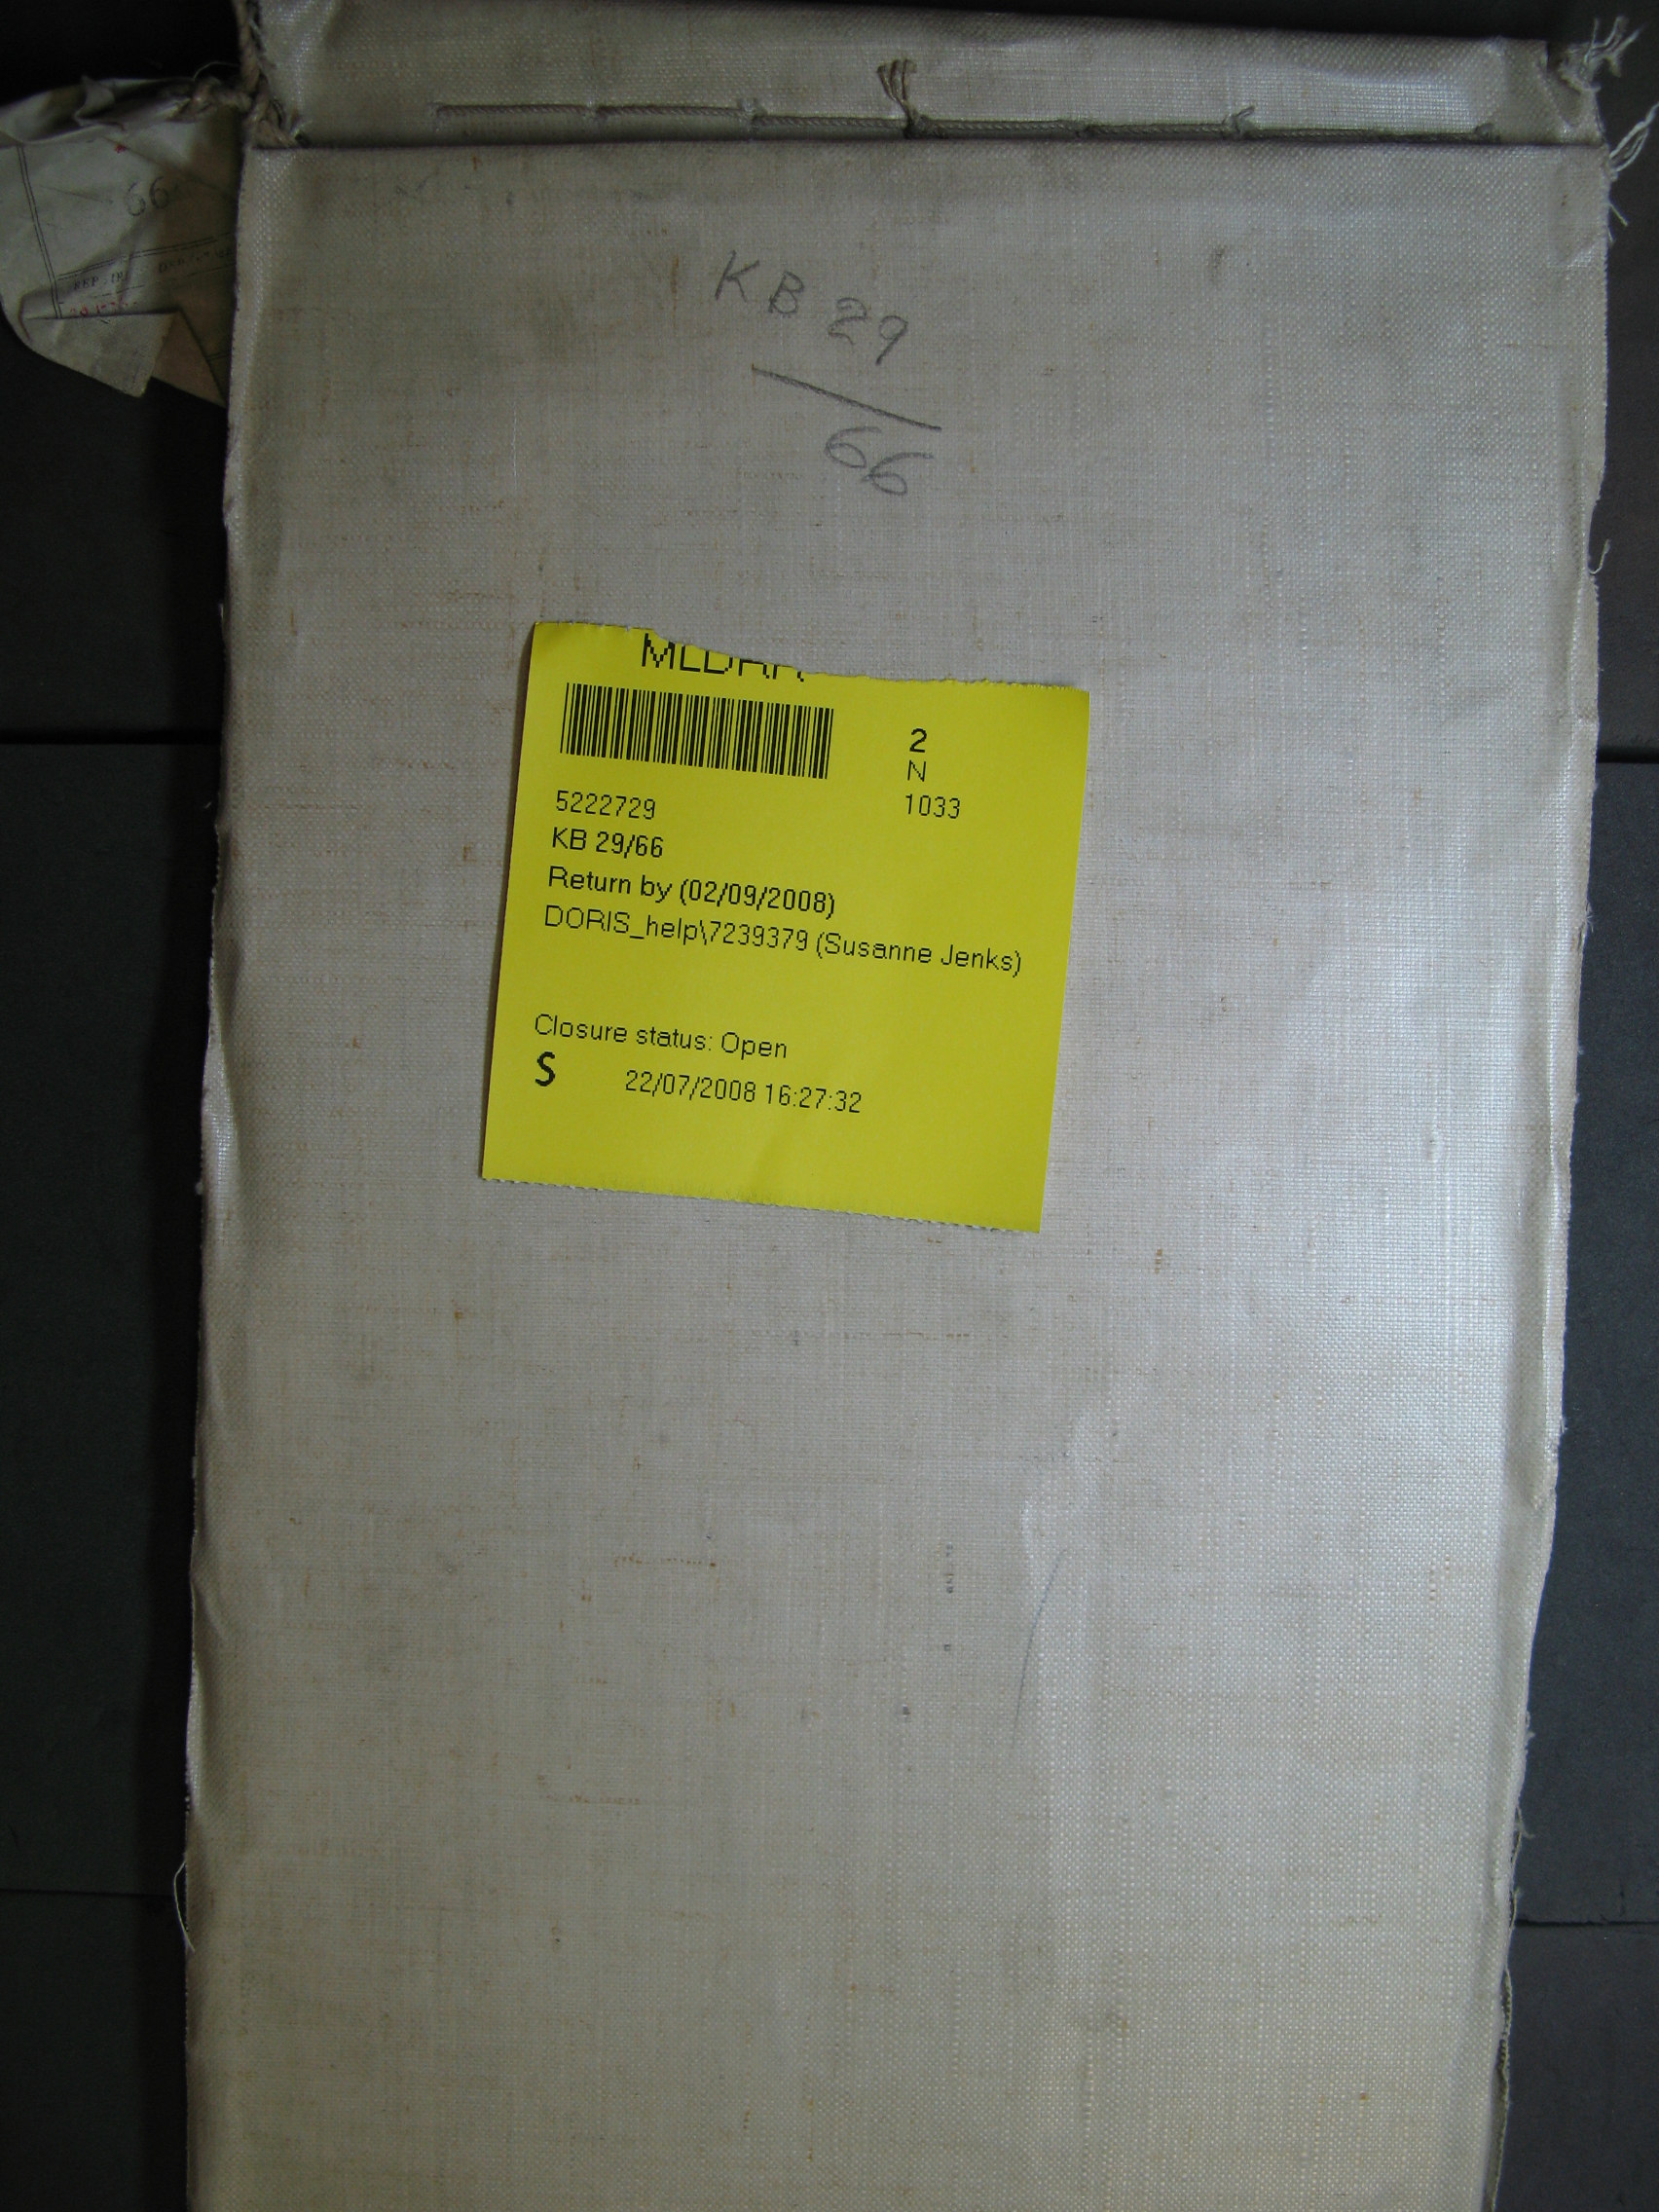 66
KB 29
66
2
N
5222729 1033
KB 29/66
Return by (02/09/2008)
DORIS_help\7239379 (Susanne Jenks)
Closure status: Open
S 22/07/2008 16:27:32